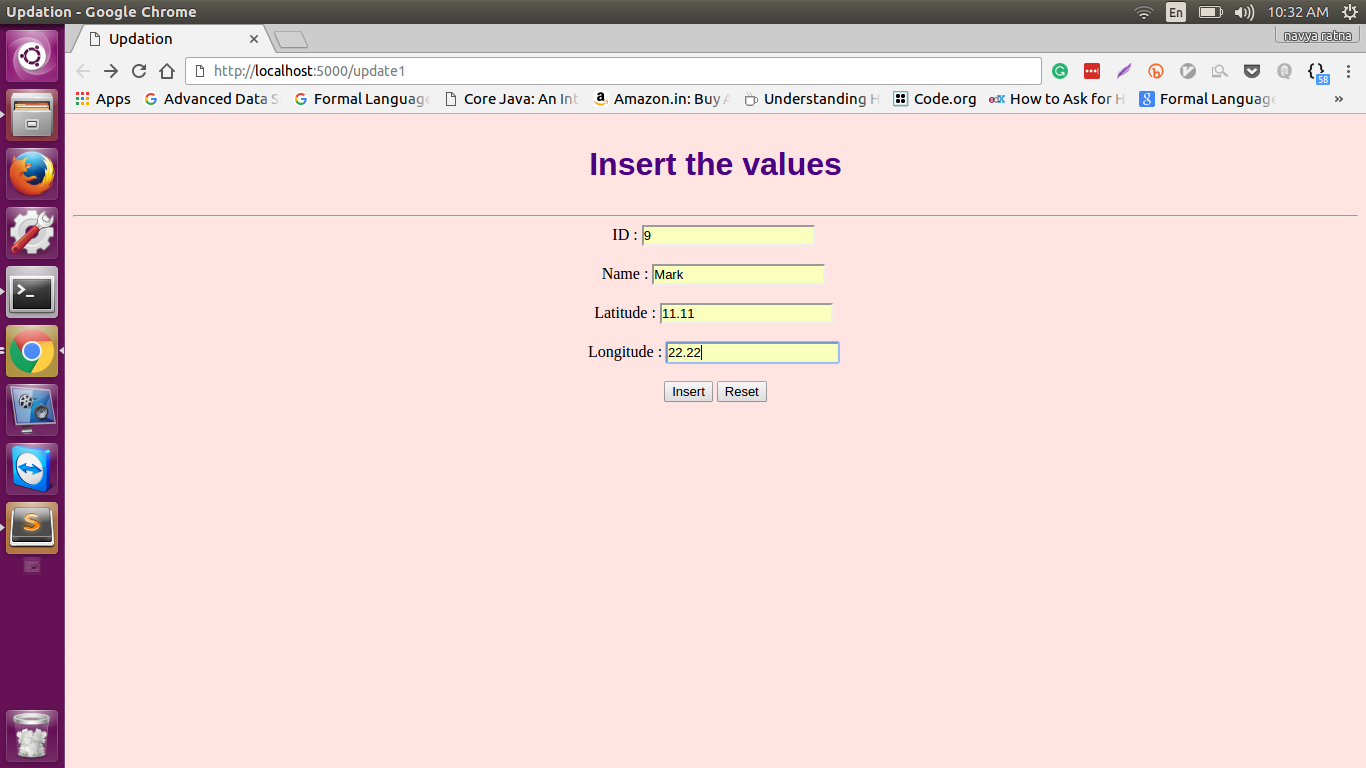 Updation - Google Chrome
En
10:32 AM
Updation
navya ratna
http://localhost:5000/update1
58
Apps
Advanced Data S
Formal Language
Core Java: An Int
Amazon.in: Buy A
Understanding H
Code.org
edX
How to Ask for H
Formal Language
»
Insert the values
ID : 9
Name : Mark
Latitude : 11.11
Longitude : 22.22
Insert Reset